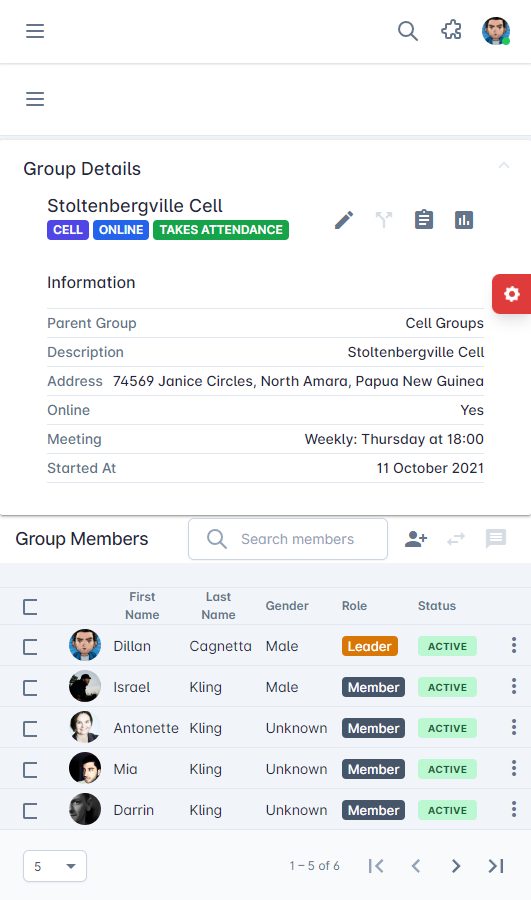 Group Details
Stoltenbergville Cell
CELL ONLINE TAKES ATTENDANCE
Information
Parent Group Cell Groups
Description Stoltenbergville Cell
Address 74569 Janice Circles, North Amara, Papua New Guinea
Online Yes
Meeting Weekly: Thursday at 18:00
Started At 11 October 2021
Group Members Search members
First Name Last Name Gender Role Status
Dillan Cagnetta Male Leader ACTIVE
Israel Kling Male Member ACTIVE
Antonette Kling Unknown Member ACTIVE
Mia Kling Unknown Member ACTIVE
Darrin Kling Unknown Member ACTIVE
5 1 – 5 of 6